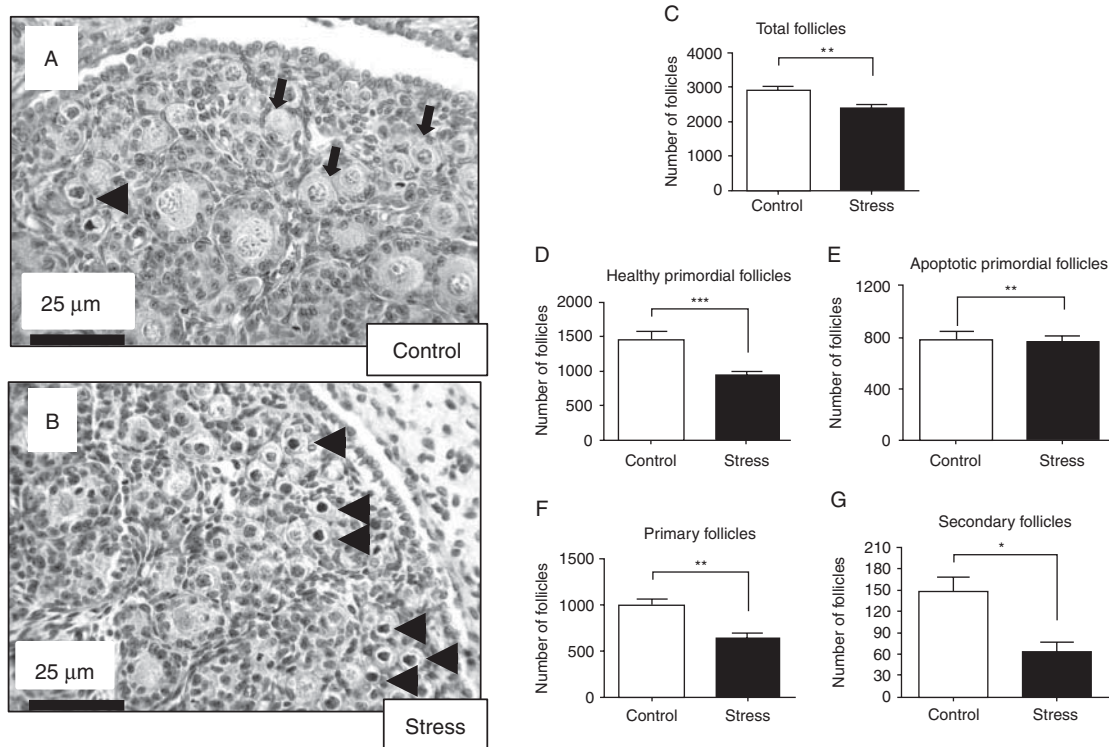 A
25 μm
Control
B
25 μm
Stress
C
Total follicles
**
Number of follicles
4000
3000
2000
1000
0
Control Stress
D
Healthy primordial follicles
***
Number of follicles
2000
1500
1000
500
0
Control Stress
E
Apoptotic primordial follicles
**
Number of follicles
1200
800
400
0
Control Stress
F
Primary follicles
**
Number of follicles
1500
1000
500
0
Control Stress
G
Secondary follicles
*
Number of follicles
210
180
150
120
90
60
30
0
Control Stress